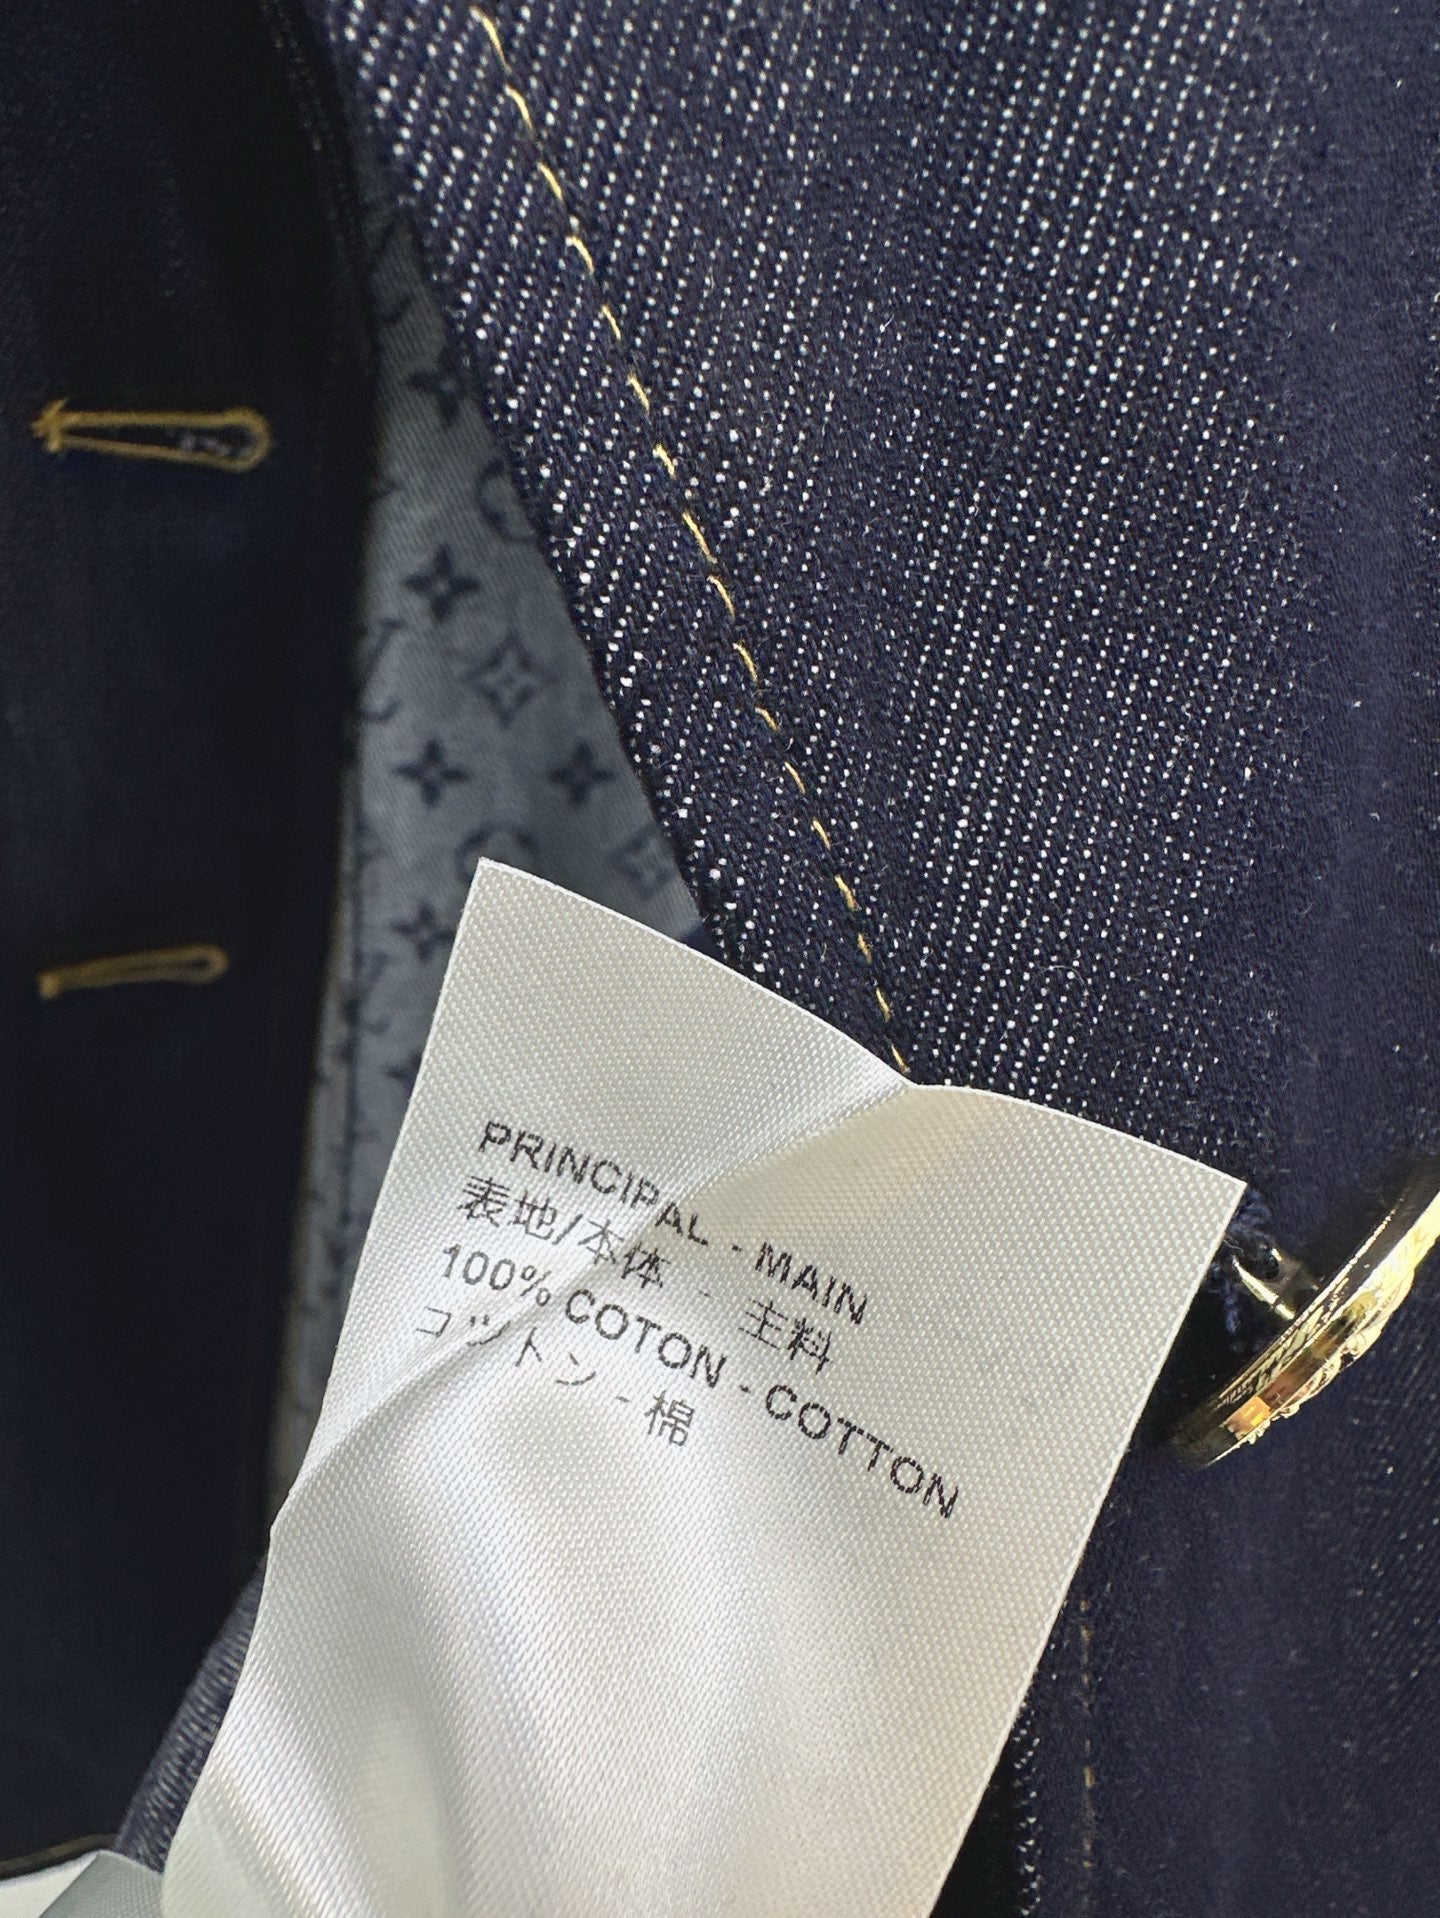 PRINCIPAL - MAIN
表地/本体 - 主料
100% COTON - COTTON
コットン - 棉